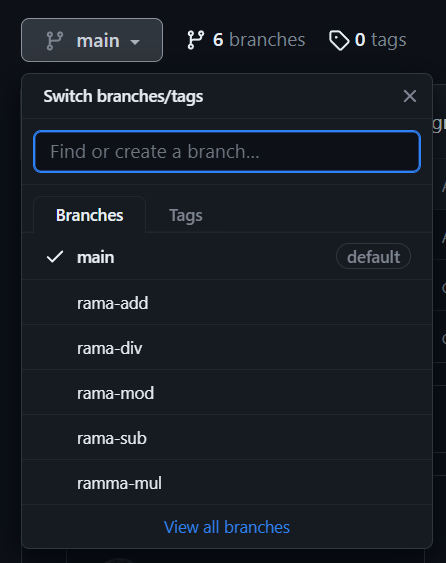 main 6 branches 0 tags
Switch branches/tags
Find or create a branch...
Branches Tags
main default
rama-add
rama-div
rama-mod
rama-sub
ramma-mul
View all branches